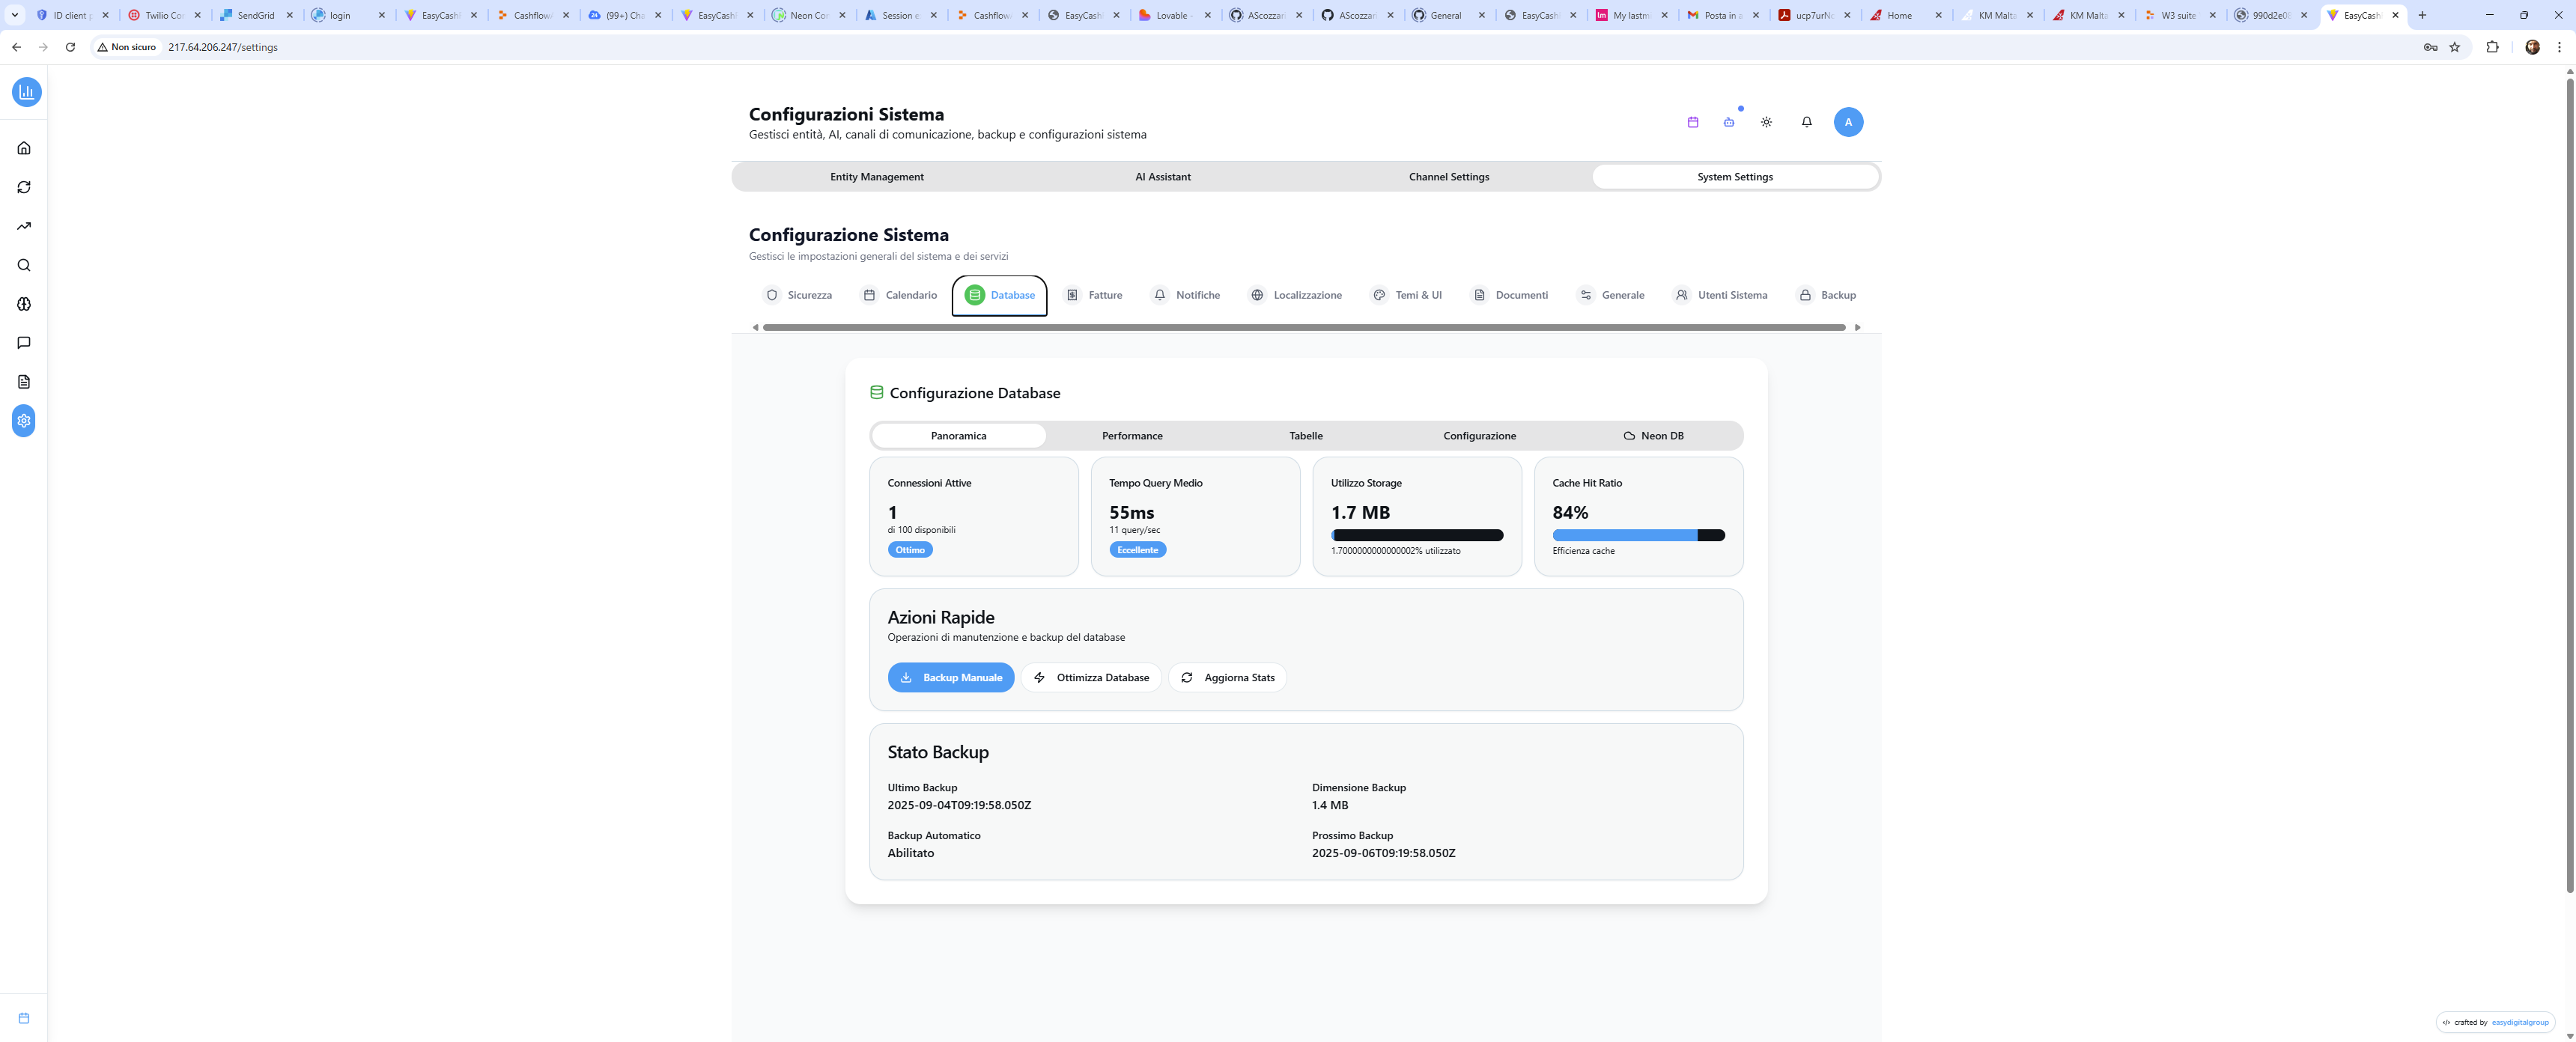 ID client p
Twilio Co
SendGrid
login
EasyCash
Cashflow
(99+) Cha
EasyCash
Neon Con
Session e
Cashflow
EasyCash
Lovable -
AScozzari
AScozzari
General
EasyCash
My lastm
Posta in a
ucp7urNo
Home
KM Malta
KM Malta
W3 suite
990d2e08
EasyCash
Non sicuro
217.64.206.247/settings
Configurazioni Sistema
Gestisci entità, AI, canali di comunicazione, backup e configurazioni sistema
A
Entity Management
AI Assistant
Channel Settings
System Settings
Configurazione Sistema
Gestisci le impostazioni generali del sistema e dei servizi
Sicurezza
Calendario
Database
Fatture
Notifiche
Localizzazione
Temi & UI
Documenti
Generale
Utenti Sistema
Backup
Configurazione Database
Panoramica
Performance
Tabelle
Configurazione
Neon DB
Connessioni Attive
1
di 100 disponibili
Ottimo
Tempo Query Medio
55ms
11 query/sec
Eccellente
Utilizzo Storage
1.7 MB
1.7000000000000002% utilizzato
Cache Hit Ratio
84%
Efficienza cache
Azioni Rapide
Operazioni di manutenzione e backup del database
Backup Manuale
Ottimizza Database
Aggiorna Stats
Stato Backup
Ultimo Backup
2025-09-04T09:19:58.050Z
Dimensione Backup
1.4 MB
Backup Automatico
Abilitato
Prossimo Backup
2025-09-06T09:19:58.050Z
crafted by easydigitalgroup